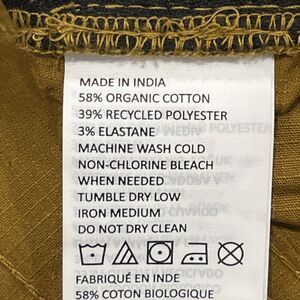 MADE IN INDIA
58% ORGANIC COTTON
39% RECYCLED POLYESTER
3% ELASTANE
MACHINE WASH COLD
NON-CHLORINE BLEACH
WHEN NEEDED
TUMBLE DRY LOW
IRON MEDIUM
DO NOT DRY CLEAN
FABRIQUÉ EN INDE
58% COTON BIOLOGIQUE